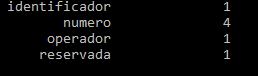 identificador 1
numero 4
operador 1
reservada 1